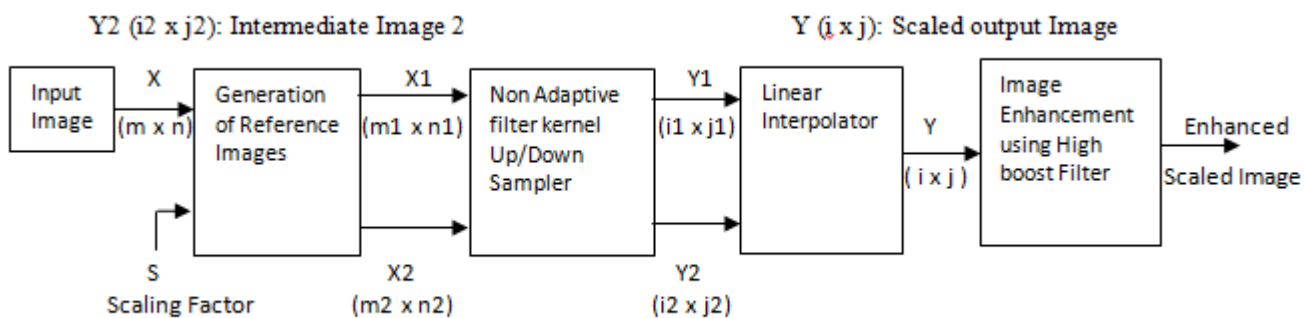 Y2 (i2 x j2): Intermediate Image 2
Y (i x j): Scaled output Image
Input
Image
X
(m x n)
S
Scaling Factor
Generation
of Reference
Images
X1
(m1 x n1)
X2
(m2 x n2)
Non Adaptive
filter kernel
Up/Down
Sampler
Y1
(i1 x j1)
Y2
(i2 x j2)
Linear
Interpolator
Y
( i x j )
Image
Enhancement
using High
boost Filter
Enhanced
Scaled Image